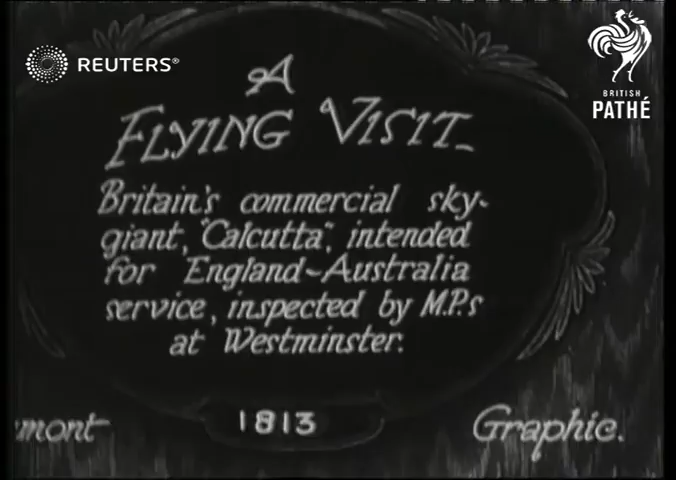 REUTERS®
BRITISH
PATHÉ
A
FLYING VISIT.
Britain's commercial sky-
giant, "Calcutta", intended
for England-Australia
service, inspected by M.P.s
at Westminster.
mont
1813
Graphic.